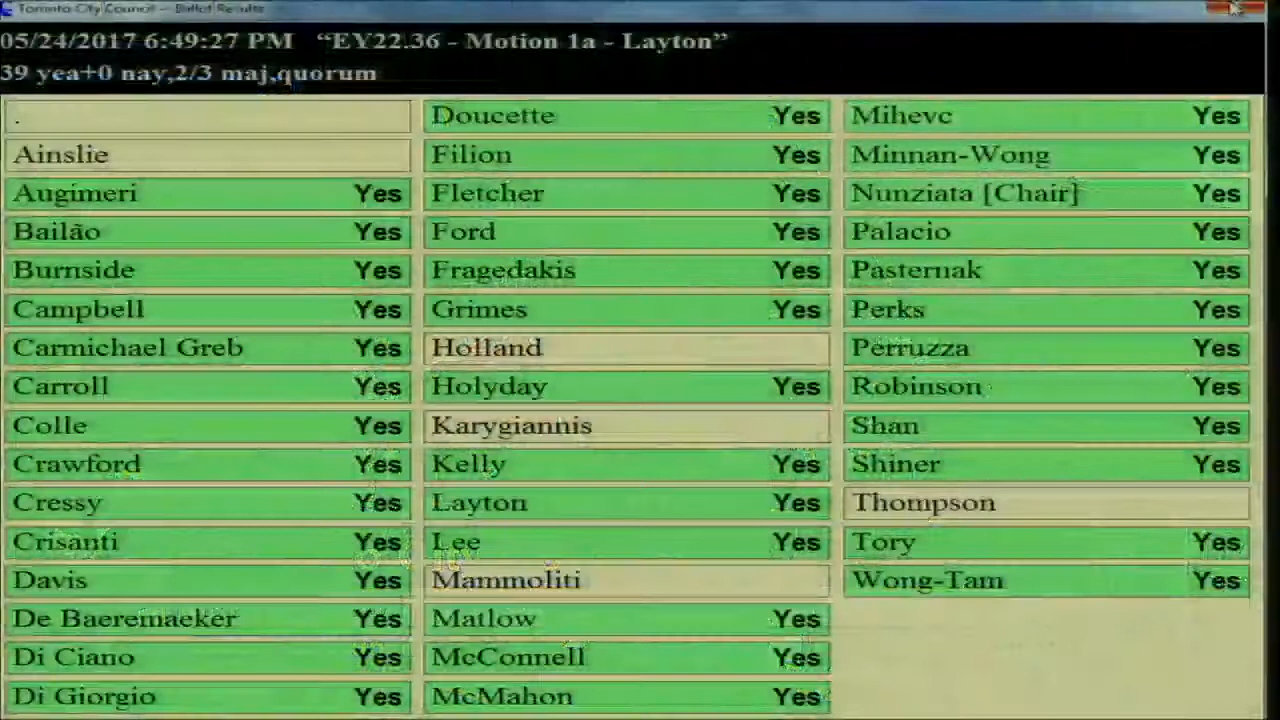 Toronto City Council -- Ballot Results
05/24/2017 6:49:27 PM “EY22.36 - Motion 1a - Layton”
39 yea+0 nay,2/3 maj,quorum
.
Ainslie
Augimeri Yes
Bailão Yes
Burnside Yes
Campbell Yes
Carmichael Greb Yes
Carroll Yes
Colle Yes
Crawford Yes
Cressy Yes
Crisanti Yes
Davis Yes
De Baeremaeker Yes
Di Ciano Yes
Di Giorgio Yes
Doucette Yes
Filion Yes
Fletcher Yes
Ford Yes
Fragedakis Yes
Grimes Yes
Holland
Holyday Yes
Karygiannis
Kelly Yes
Layton Yes
Lee Yes
Mammoliti
Matlow Yes
McConnell Yes
McMahon Yes
Mihevc Yes
Minnan-Wong Yes
Nunziata [Chair] Yes
Palacio Yes
Pasternak Yes
Perks Yes
Perruzza Yes
Robinson Yes
Shan Yes
Shiner Yes
Thompson
Tory Yes
Wong-Tam Yes